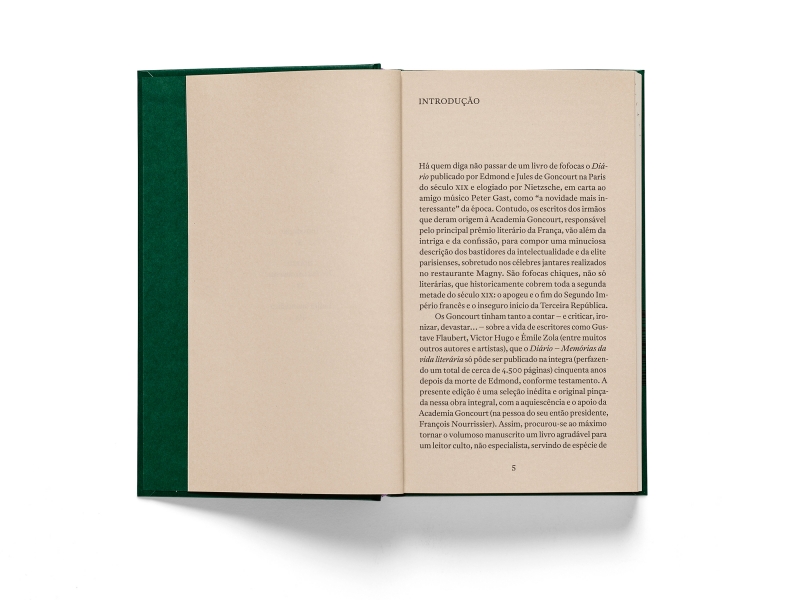 INTRODUÇÃO
Há quem diga não passar de um livro de fofocas o Diá-
rio publicado por Edmond e Jules de Goncourt na Paris
do século XIX e elogiado por Nietzsche, em carta ao
amigo músico Peter Gast, como “a novidade mais in-
teressante” da época. Contudo, os escritos dos irmãos
que deram origem à Academia Goncourt, responsável
pelo principal prêmio literário da França, vão além da
intriga e da confissão, para compor uma minuciosa
descrição dos bastidores da intelectualidade e da elite
parisienses, sobretudo nos célebres jantares realizados
no restaurante Magny. São fofocas chiques, não só
literárias, que historicamente cobrem toda a segunda
metade do século XIX: o apogeu e o fim do Segundo Im-
pério francês e o inseguro início da Terceira República.
Os Goncourt tinham tanto a contar – e criticar, iro-
nizar, devastar... – sobre a vida de escritores como Gus-
tave Flaubert, Victor Hugo e Émile Zola (entre muitos
outros autores e artistas), que o Diário – Memórias da
vida literária só pôde ser publicado na íntegra (perfazen-
do um total de cerca de 4.500 páginas) cinquenta anos
depois da morte de Edmond, conforme testamento. A
presente edição é uma seleção inédita e original pinça-
da nessa obra integral, com a aquiescência e o apoio da
Academia Goncourt (na pessoa do seu então presidente,
François Nourrissier). Assim, procurou-se ao máximo
tornar o volumoso manuscrito um livro agradável para
um leitor culto, não especialista, servindo de espécie de
5